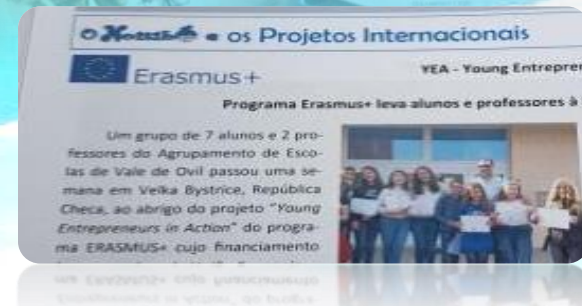 O e os Projetos Internacionais
Erasmus+
YEA - Young Entrepre
Programa Erasmus+ leva alunos e professores à
Um grupo de 7 alunos e 2 pro-
fessores do Agrupamento de Esco-
las de Vale de Ovil passou uma se-
mana em Velka Bystrice, República
Checa, ao abrigo do projeto "Young
Entrepreneurs in Action" do progra-
ma ERASMUS+ cujo financiamento